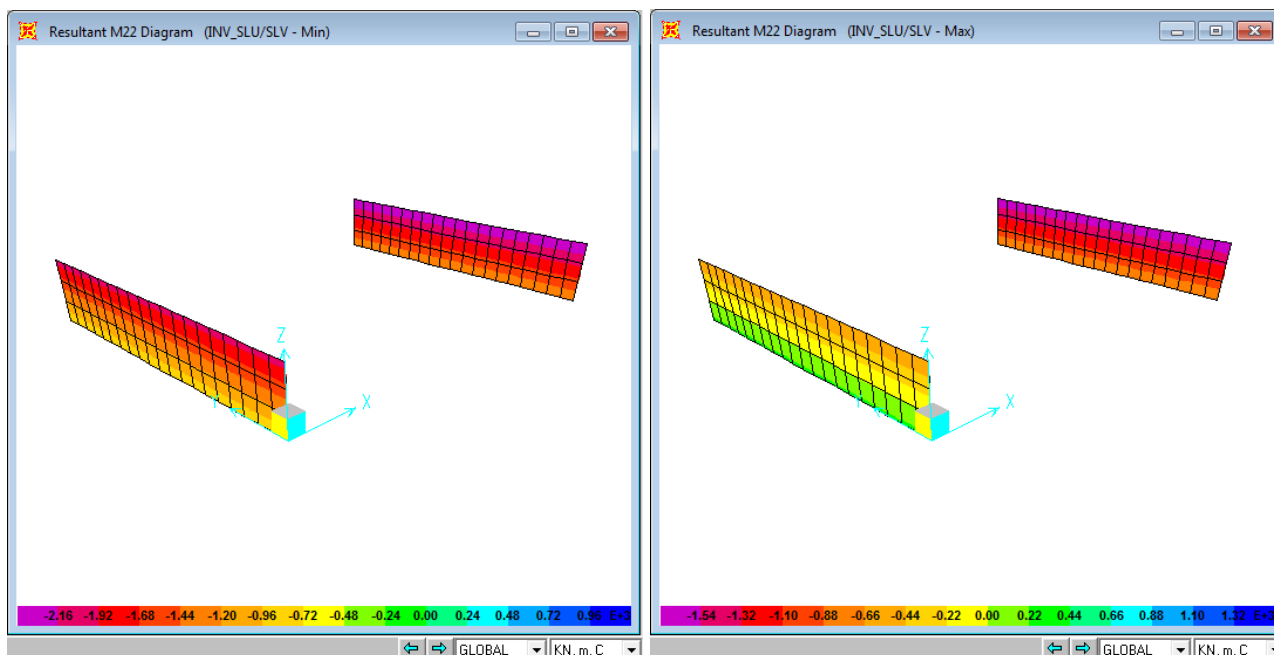 Resultant M22 Diagram (INV_SLU/SLV - Min)
Z
X
-2.16 -1.92 -1.68 -1.44 -1.20 -0.96 -0.72 -0.48 -0.24 0.00 0.24 0.48 0.72 0.96 E+3
GLOBAL
KN, m, C
Resultant M22 Diagram (INV_SLU/SLV - Max)
Z
X
-1.54 -1.32 -1.10 -0.88 -0.66 -0.44 -0.22 0.00 0.22 0.44 0.66 0.88 1.10 1.32 E+3
GLOBAL
KN, m, C